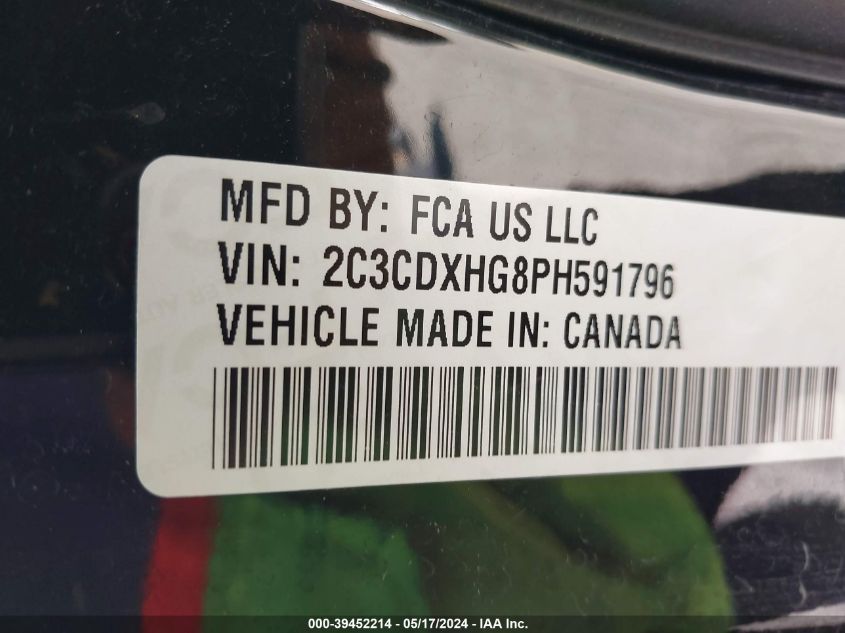 MFD BY: FCA US LLC
VIN: 2C3CDXHG8PH591796
VEHICLE MADE IN: CANADA
000-39452214 - 05/17/2024 - IAA Inc.